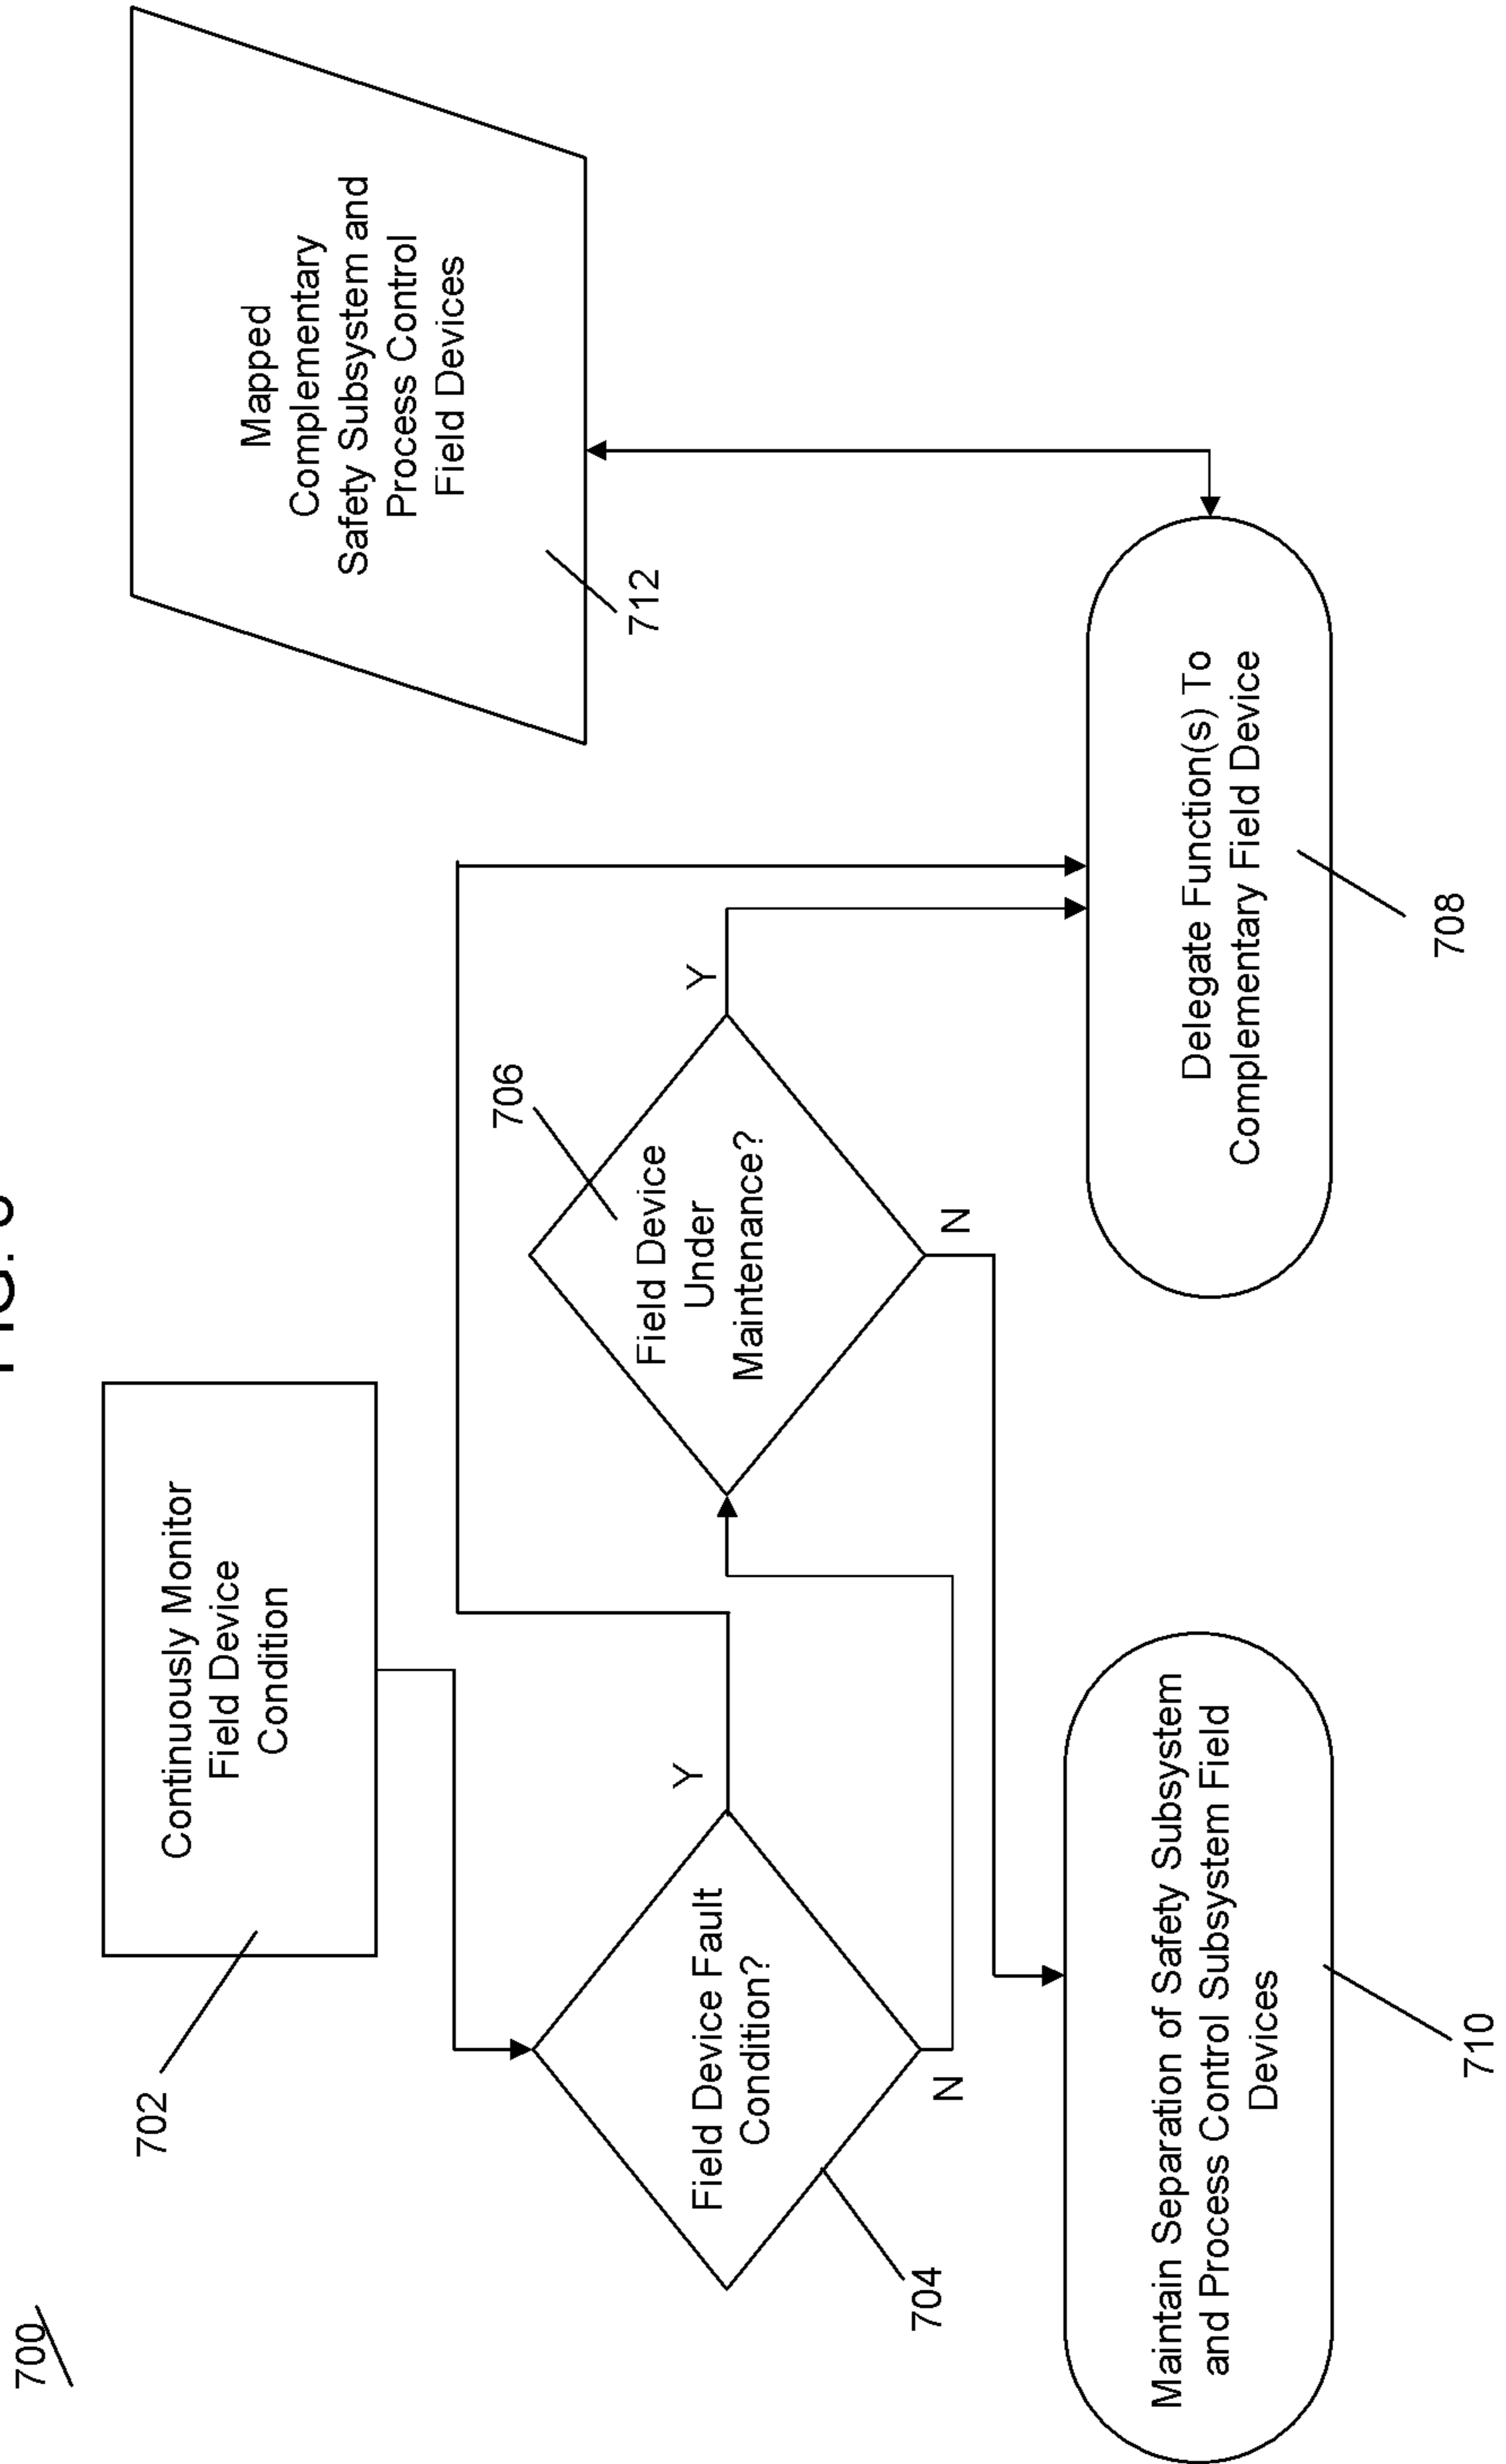 FIG.
700
702
Continuously Monitor
Field Device
Condition
Mapped
Complementary
Safety Subsystem and
Process Control
Field Devices
712
706
Field Device Fault
Condition?
Y
N
704
Field Device
Under
Maintenance?
Y
N
Maintain Separation of Safety Subsystem
and Process Control Subsystem Field
Devices
710
Delegate Function(s) To
Complementary Field Device
708